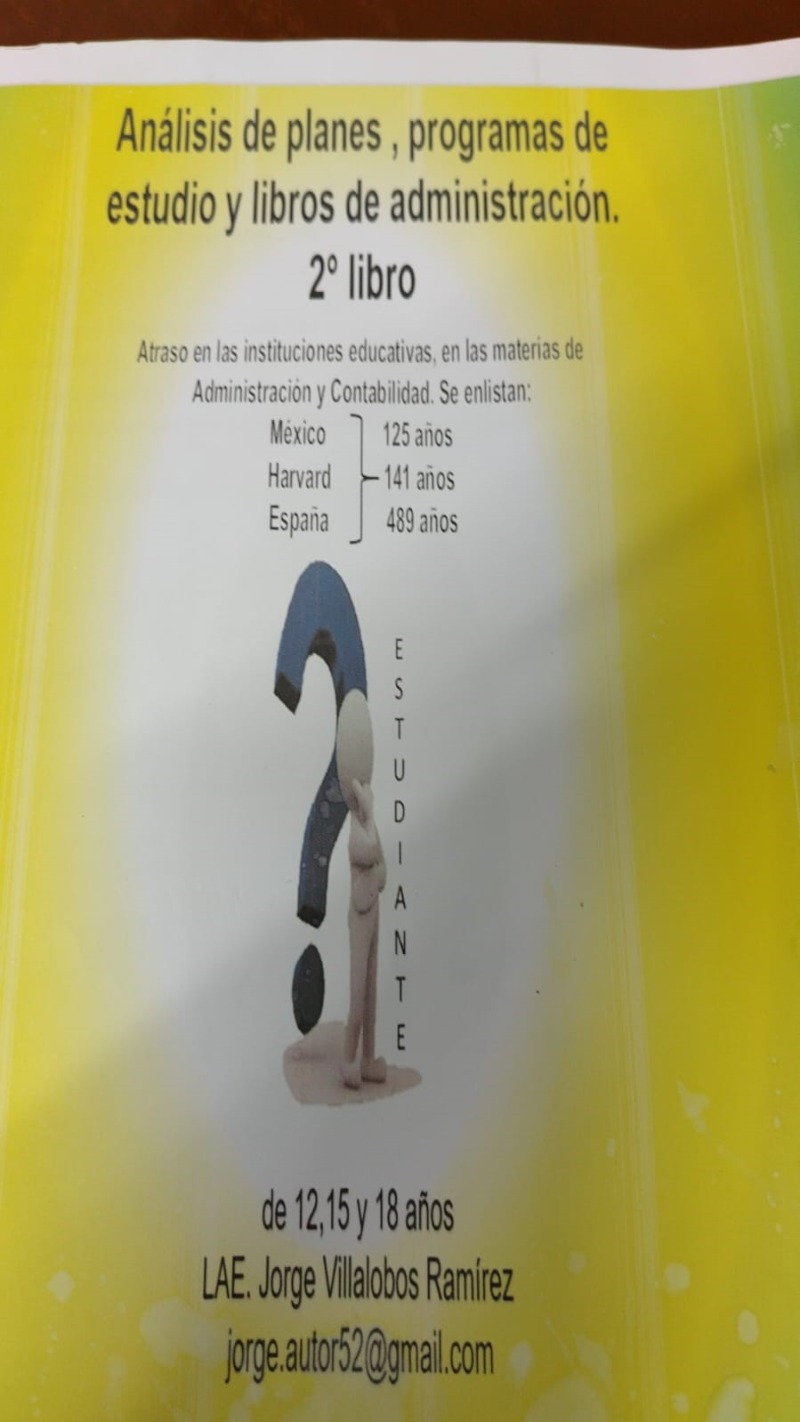 Análisis de planes , programas de
estudio y libros de administración.
2º libro
Atraso en las instituciones educativas, en las materias de
Administración y Contabilidad. Se enlistan:
México 125 años
Harvard 141 años
España 489 años
ESTUDIANTE
de 12,15 y 18 años
LAE. Jorge Villalobos Ramírez
jorge.autor52@gmail.com